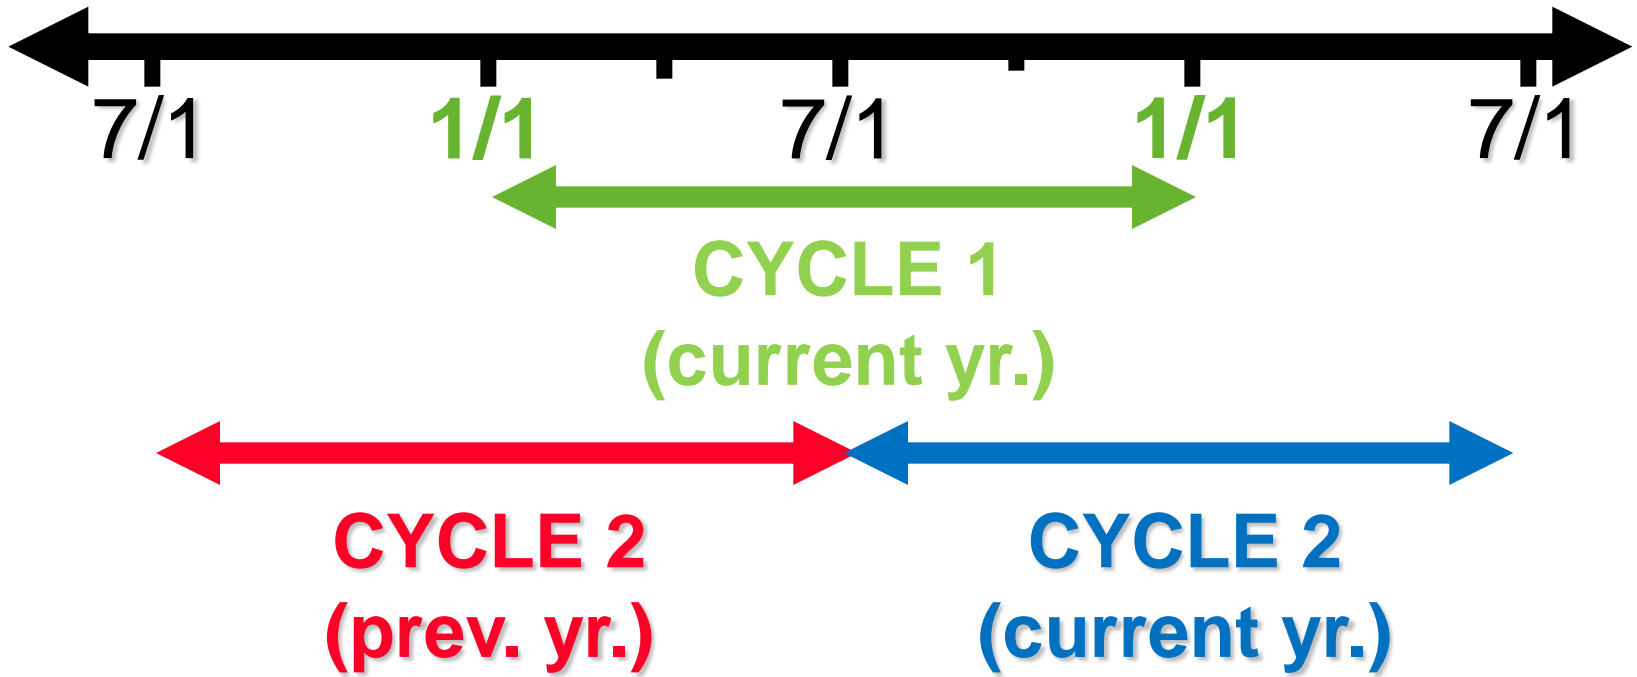 7/1 1/1 7/1 1/1 7/1
CYCLE 1
(current yr.)
CYCLE 2
(prev. yr.)
CYCLE 2
(current yr.)